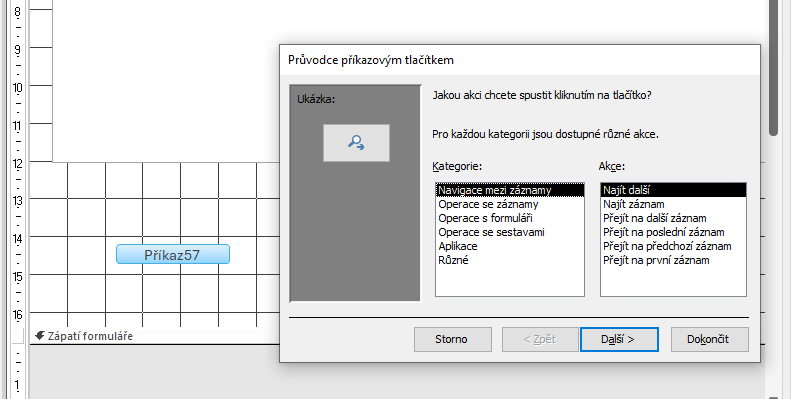 8
9
10
11
12
13
14
Příkaz57
15
16
Zápatí formuláře
1
Průvodce příkazovým tlačítkem
Ukázka:
Jakou akci chcete spustit kliknutím na tlačítko?
Pro každou kategorii jsou dostupné různé akce.
Kategorie:
Navigace mezi záznamy
Operace se záznamy
Operace s formuláři
Operace se sestavami
Aplikace
Různé
Akce:
Najít další
Najít záznam
Přejít na další záznam
Přejít na poslední záznam
Přejít na předchozí záznam
Přejít na první záznam
Storno
< Zpět
Další >
Dokončit